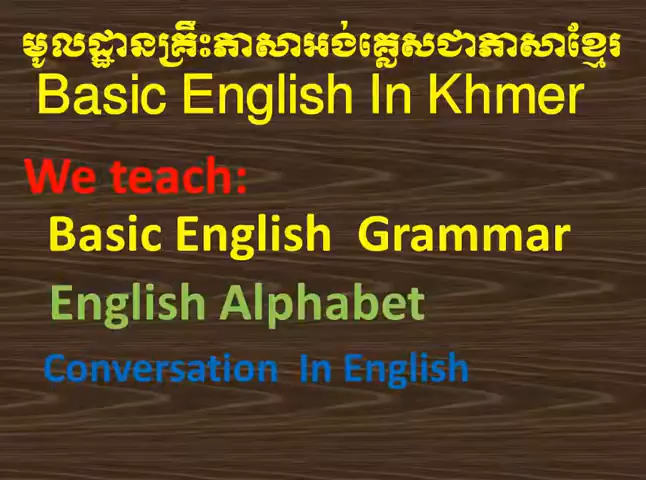 មូលដ្ឋានគ្រឹះភាសាអង់គ្លេសជាភាសាខ្មែរ
Basic English In Khmer
We teach:
Basic English Grammar
English Alphabet
Conversation In English